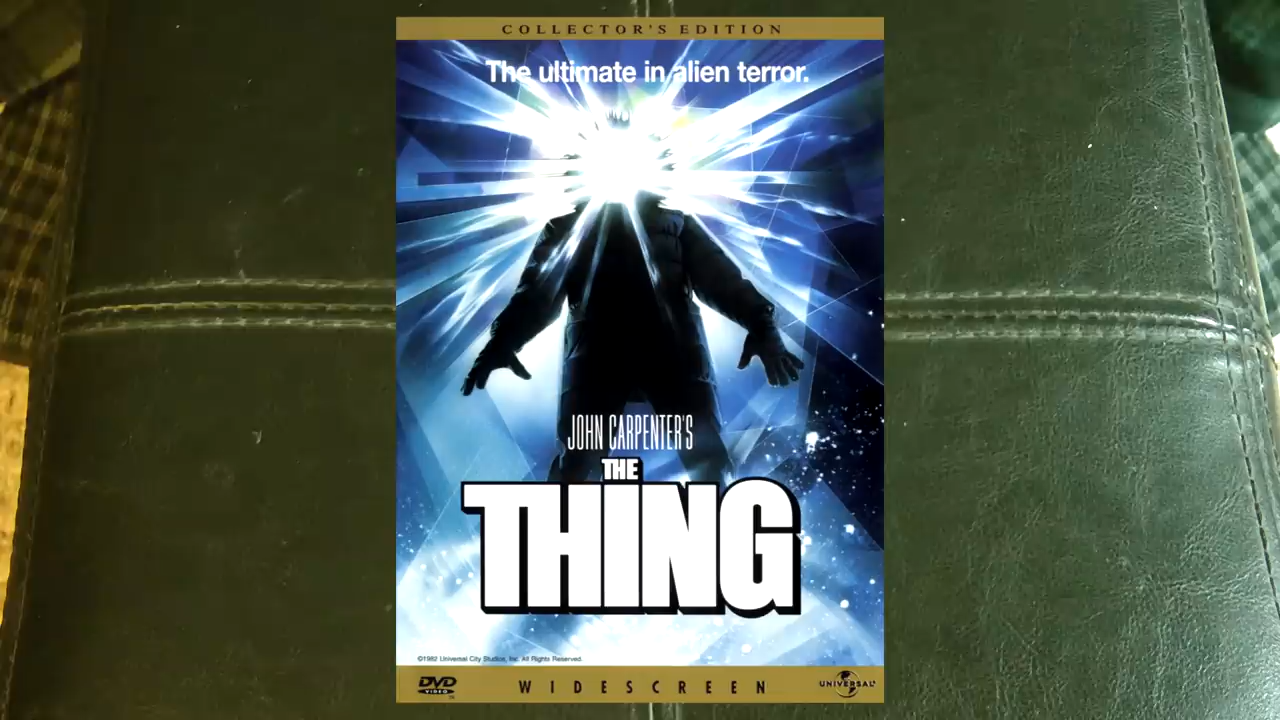 COLLECTOR'S EDITION
The ultimate in alien terror.
JOHN CARPENTER'S
THE
THING
©1982 Universal City Studios, Inc. All Rights Reserved.
DVD
VIDEO
WIDESCREEN
UNIVERSAL